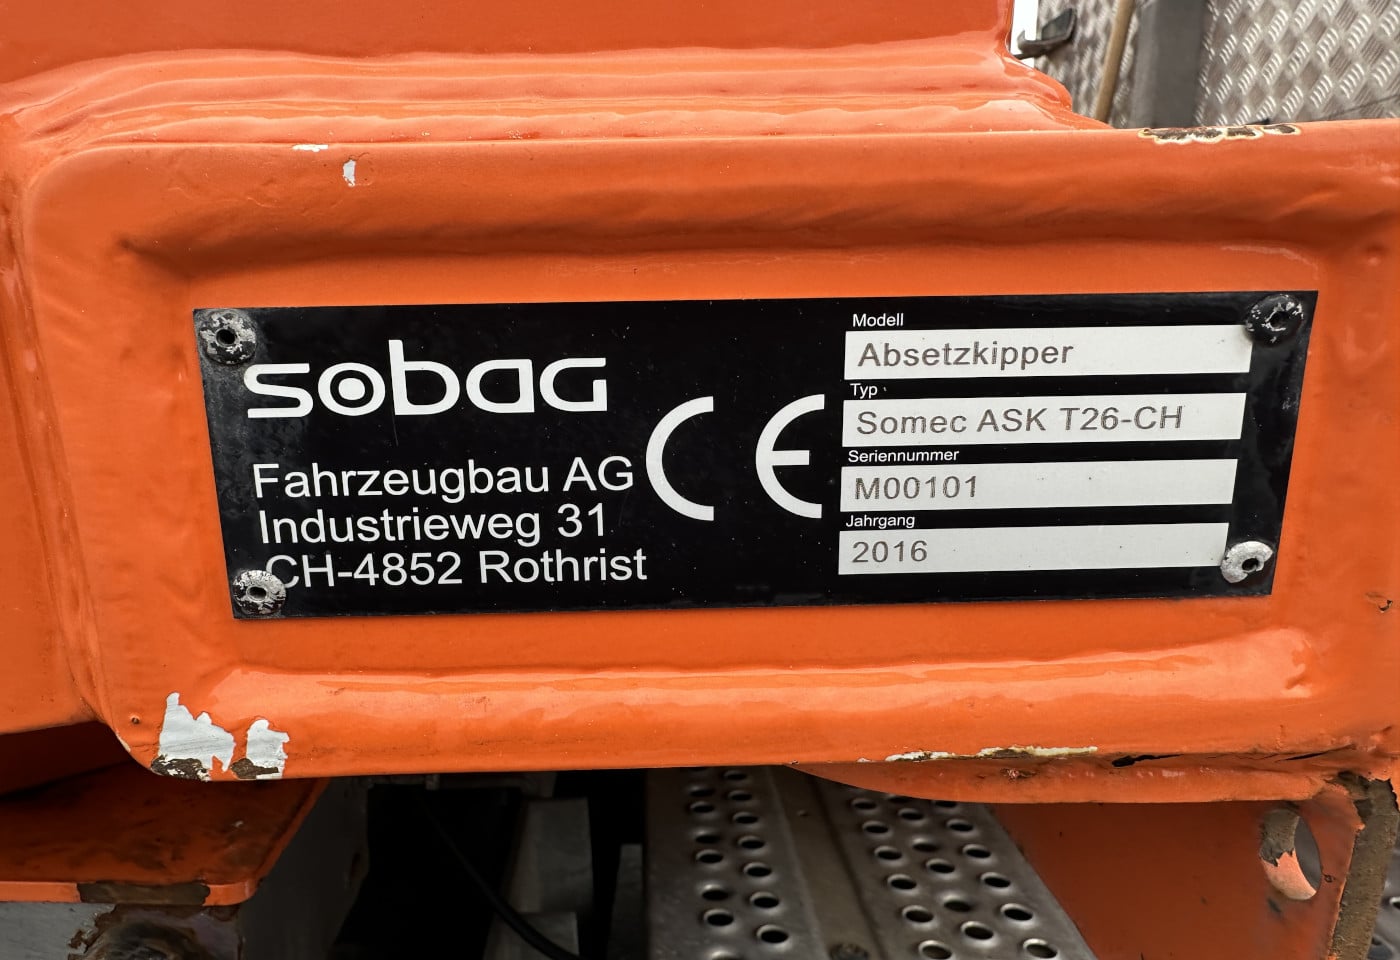 sobag
Fahrzeugbau AG
Industrieweg 31
CH-4852 Rothrist
CE
Modell
Absetzkipper
Typ
Somec ASK T26-CH
Seriennummer
M00101
Jahrgang
2016